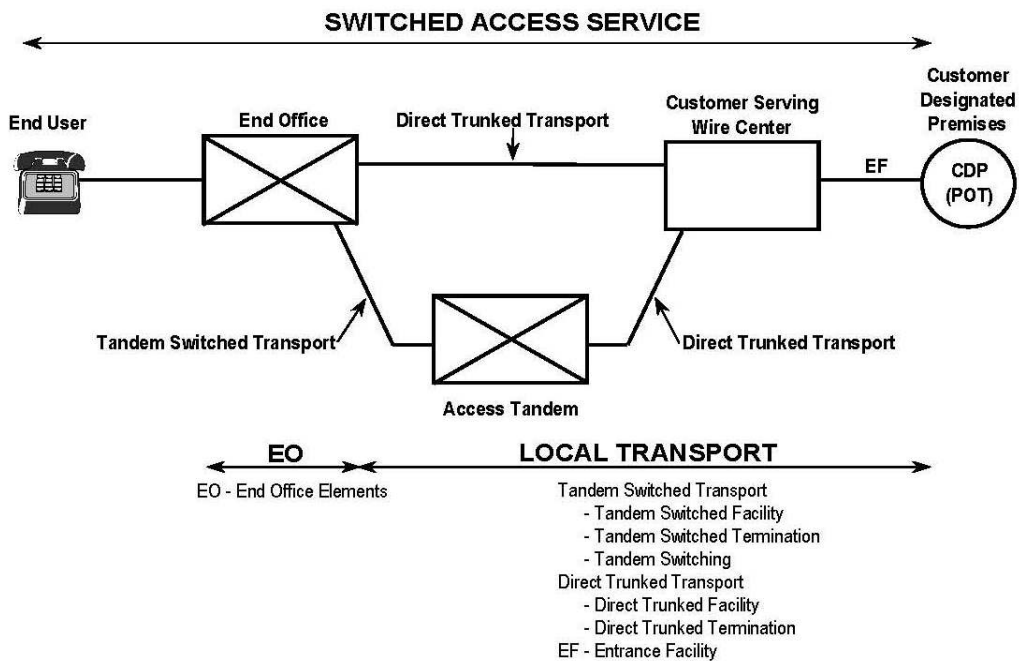 SWITCHED ACCESS SERVICE
End User
End Office
Direct Trunked Transport
Customer Serving
Wire Center
Customer
Designated
Premises
EF
CDP
(POT)
Tandem Switched Transport
Direct Trunked Transport
Access Tandem
EO
LOCAL TRANSPORT
EO - End Office Elements
Tandem Switched Transport
- Tandem Switched Facility
- Tandem Switched Termination
- Tandem Switching
Direct Trunked Transport
- Direct Trunked Facility
- Direct Trunked Termination
EF - Entrance Facility